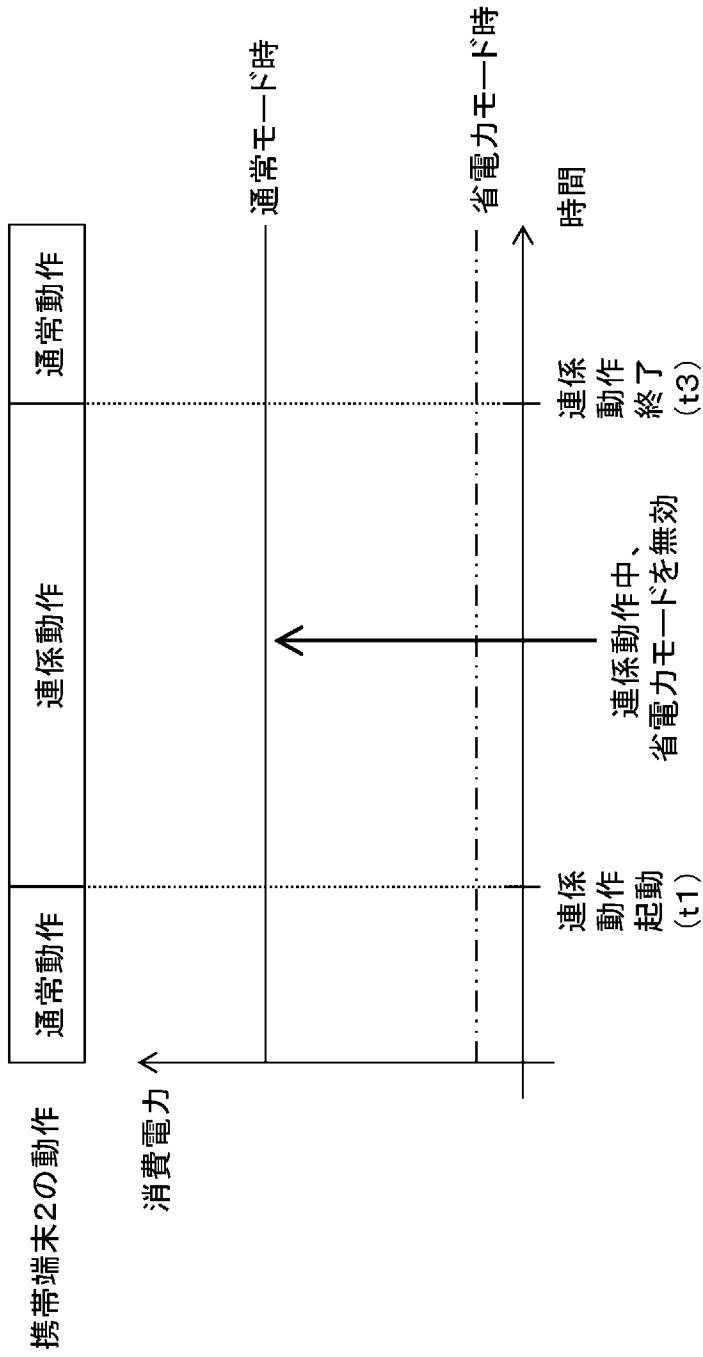 携帯端末2の動作
通常動作
連係動作
通常動作
消費電力
通常モード時
省電力モード時
時間
連係
動作
起動
(t1)
連係動作中、
省電力モードを無効
連係
動作
終了
(t3)